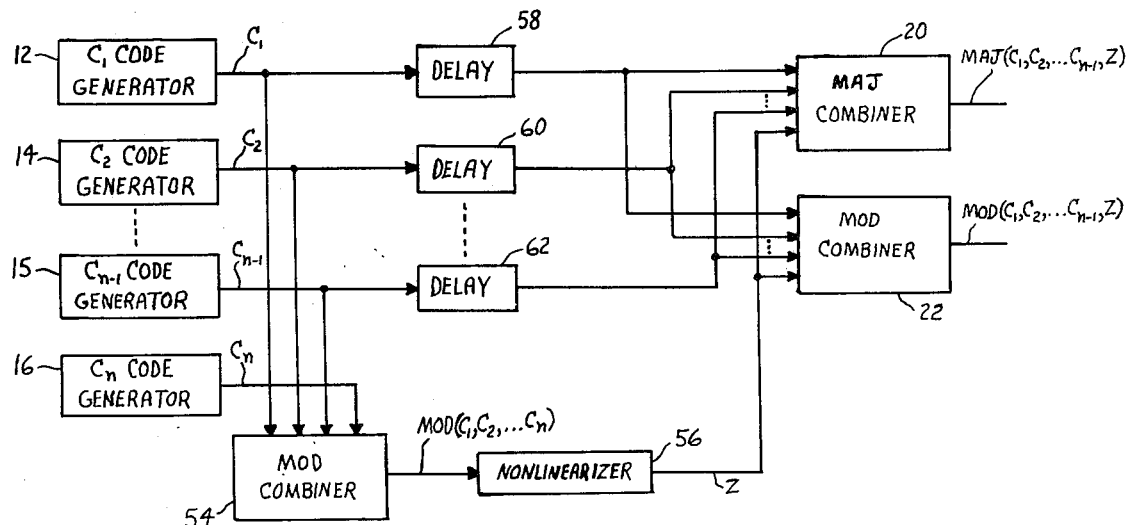 12
C₁ CODE
GENERATOR
C₁
58
DELAY
20
MAJ
COMBINER
MAJ(C₁,C₂,...Cₙ₋₁,Z)
14
C₂ CODE
GENERATOR
C₂
60
DELAY
15
Cₙ₋₁ CODE
GENERATOR
Cₙ₋₁
62
DELAY
MOD
COMBINER
MOD(C₁,C₂,...Cₙ₋₁,Z)
22
16
Cₙ CODE
GENERATOR
Cₙ
MOD
COMBINER
54
MOD(C₁,C₂,...Cₙ)
NONLINEARIZER
56
Z